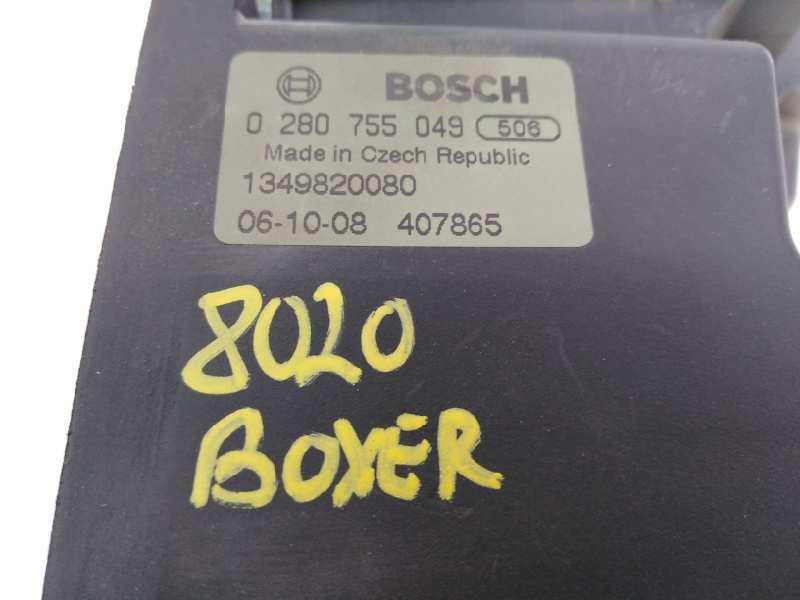 BOSCH
0 280 755 049 506
Made in Czech Republic
1349820080
06-10-08 407865
8020
BOXER